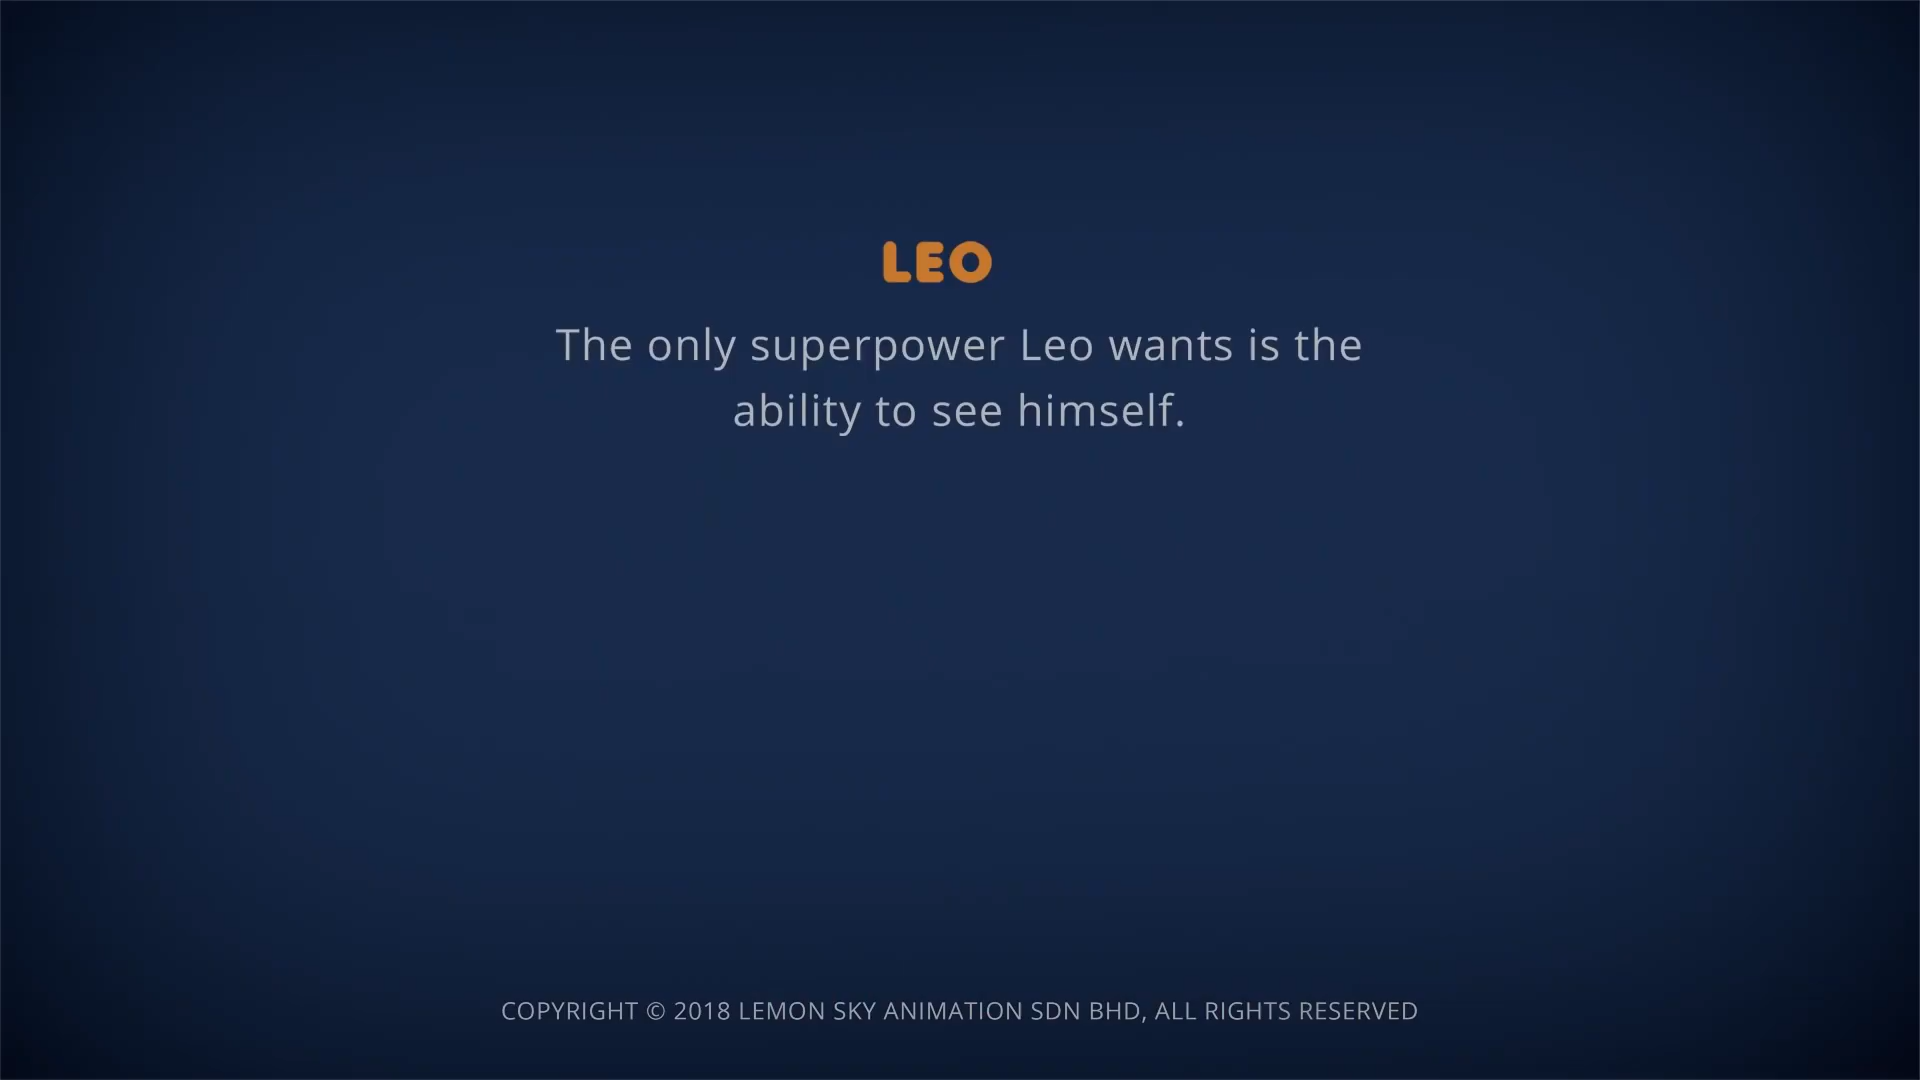 LEO
The only superpower Leo wants is the
ability to see himself.
COPYRIGHT © 2018 LEMON SKY ANIMATION SDN BHD, ALL RIGHTS RESERVED